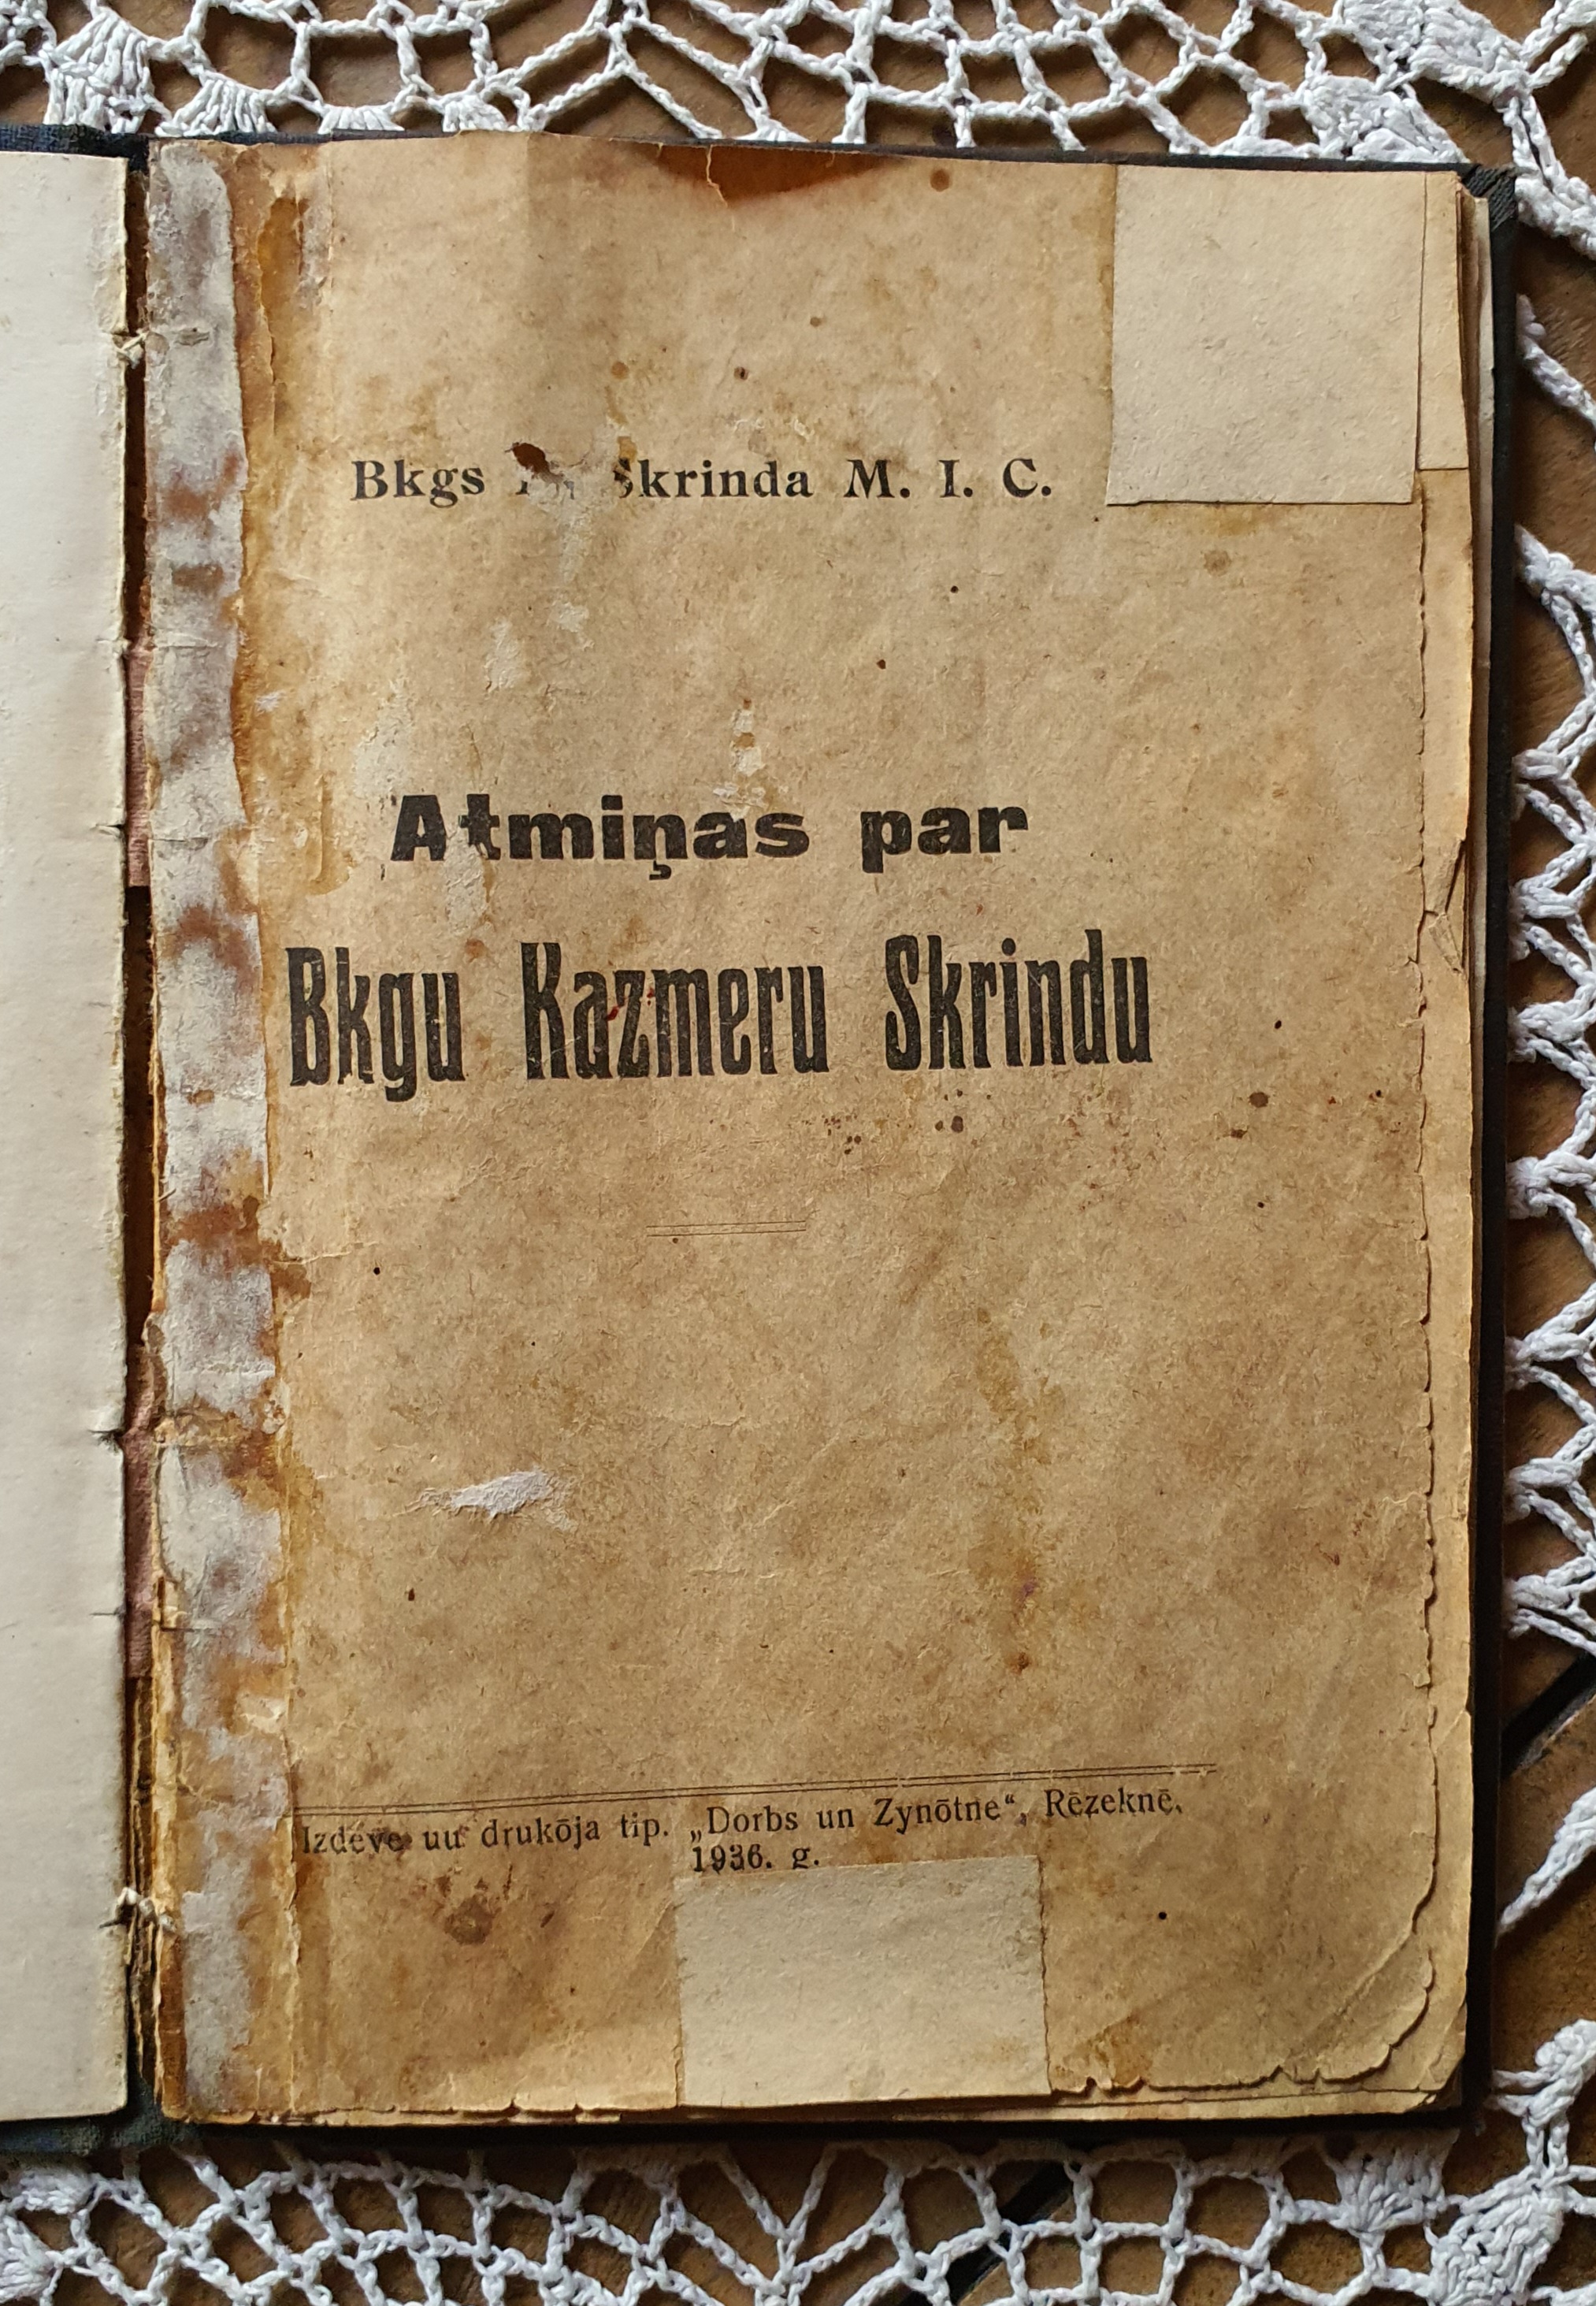 Bkgs Skrinda M. I. C.
Atmiņas par
Bkgu Kazmeru Skrindu
Izdeve un drukōja tip. „Dorbs un Zynōtne“, Rēzeknē,
1936. g.